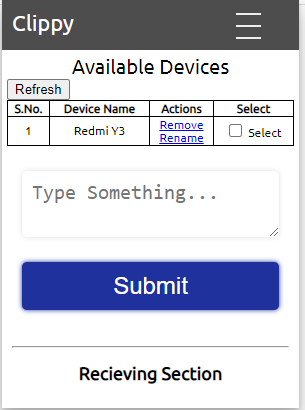 Clippy
Available Devices
Refresh
S.No. Device Name Actions Select
1 Redmi Y3 Remove Rename Select
Type Something...
Submit
Recieving Section